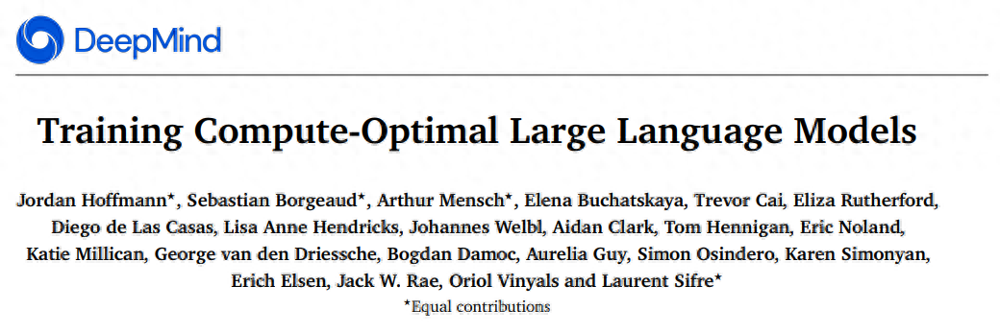 DeepMind
Training Compute-Optimal Large Language Models
Jordan Hoffmann★, Sebastian Borgeaud★, Arthur Mensch★, Elena Buchatskaya, Trevor Cai, Eliza Rutherford,
Diego de Las Casas, Lisa Anne Hendricks, Johannes Welbl, Aidan Clark, Tom Hennigan, Eric Noland,
Katie Millican, George van den Driessche, Bogdan Damoc, Aurelia Guy, Simon Osindero, Karen Simonyan,
Erich Elsen, Jack W. Rae, Oriol Vinyals and Laurent Sifre★
★Equal contributions